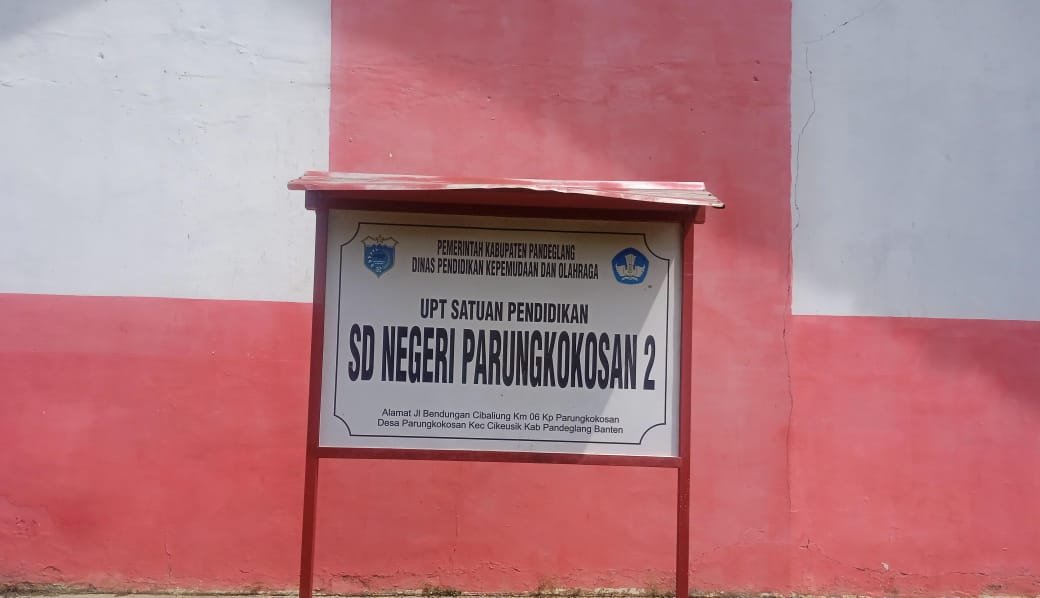 PEMERINTAH KABUPATEN PANDEGLANG
DINAS PENDIDIKAN KEPEMUDAAN DAN OLAHRAGA
UPT SATUAN PENDIDIKAN
SD NEGERI PARUNGKOKOSAN 2
Alamat Jl Bendungan Cibaliung Km 06 Kp Parungkokosan
Desa Parungkokosan Kec Cikeusik Kab Pandeglang Banten